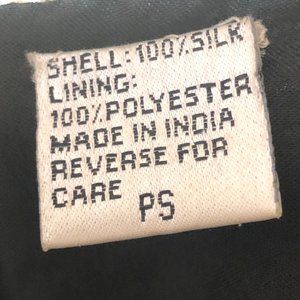 SHELL: 100% SILK
LINING:
100% POLYESTER
MADE IN INDIA
REVERSE FOR
CARE
PS